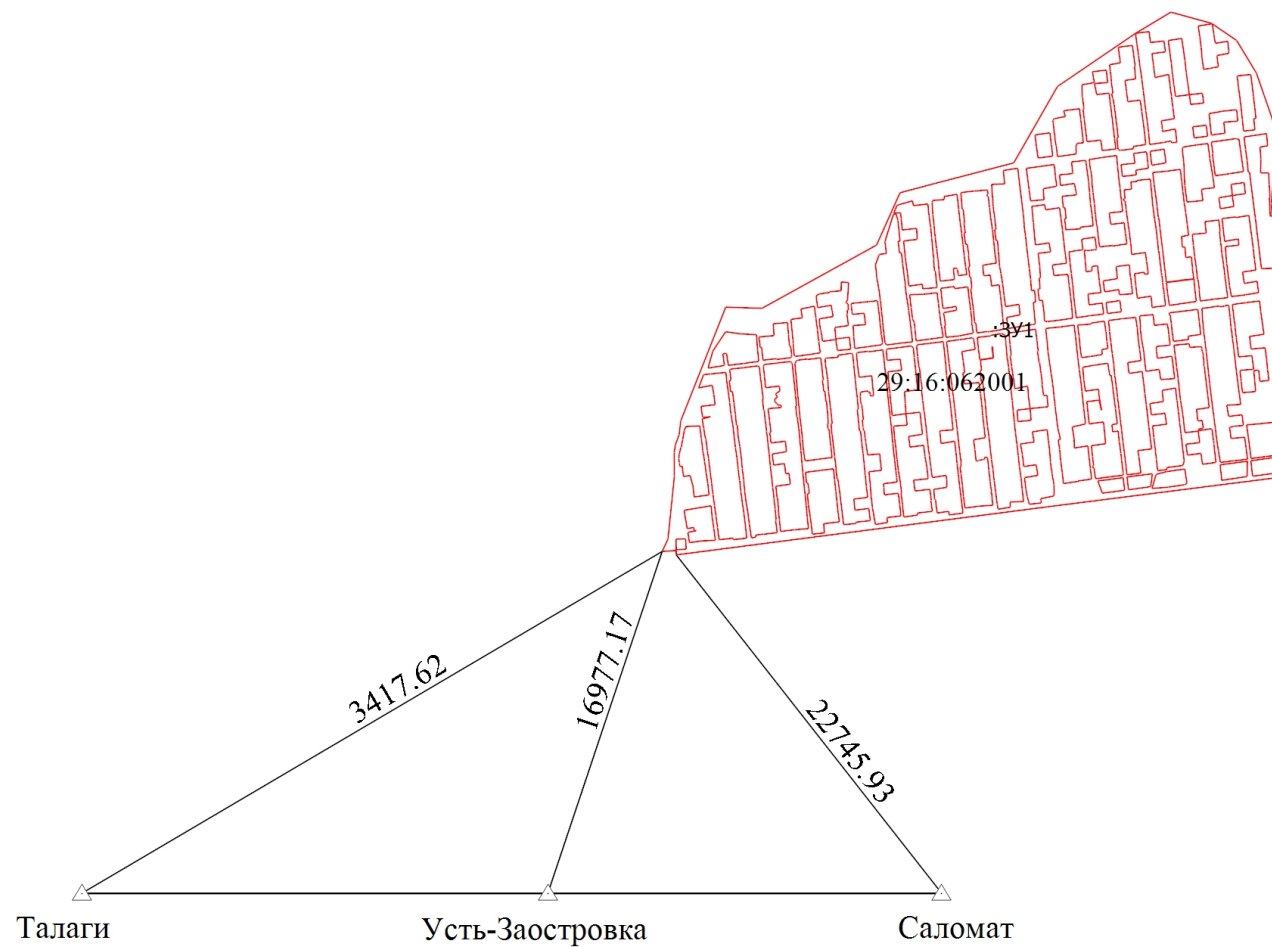 :ЗУ1
29:16:062001
3417.62
16977.17
22745.93
Талаги
Усть-Заостровка
Саломат